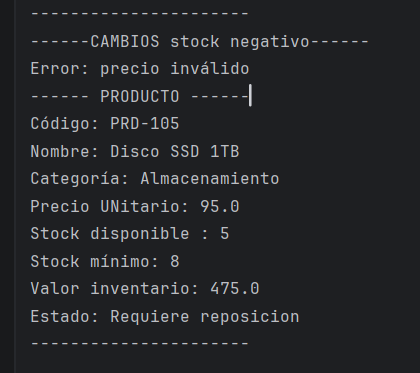 ----------------------
------CAMBIOS stock negativo------
Error: precio inválido
------ PRODUCTO ------
Código: PRD-105
Nombre: Disco SSD 1TB
Categoría: Almacenamiento
Precio UNitario: 95.0
Stock disponible : 5
Stock mínimo: 8
Valor inventario: 475.0
Estado: Requiere reposicion
----------------------